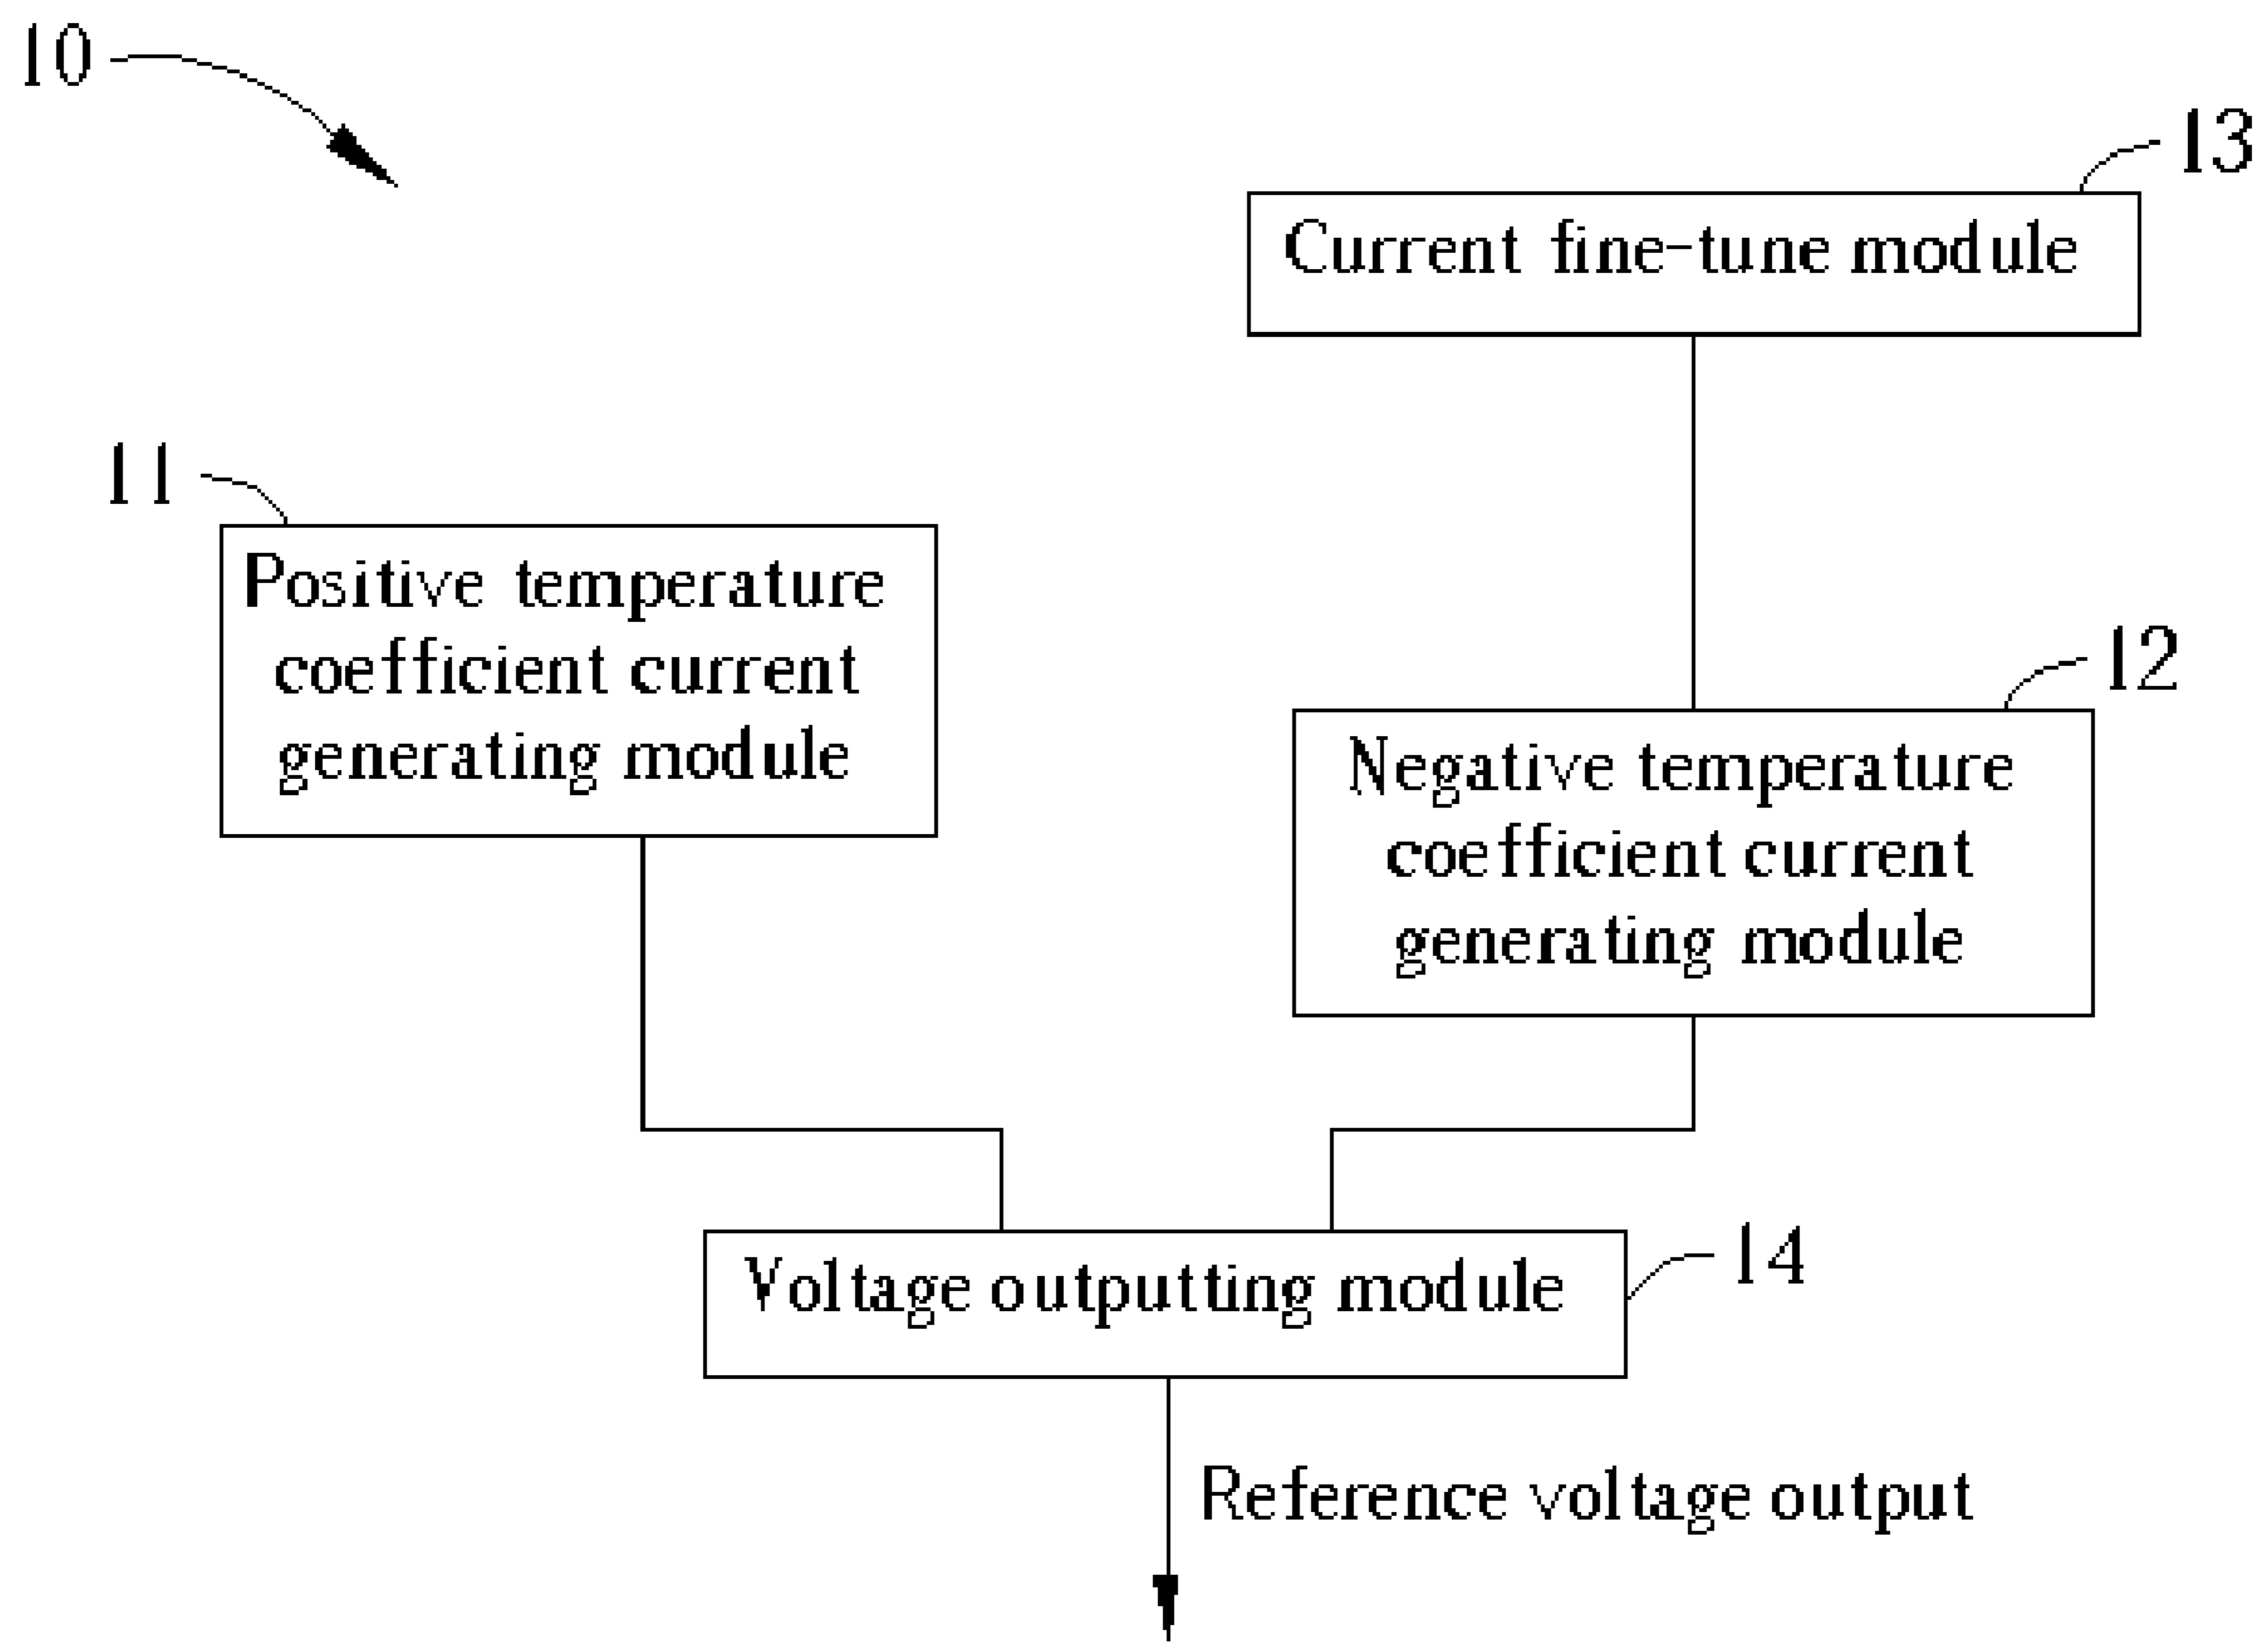 10
13
Current fine-tune module
11
Positive temperature
coefficient current
generating module
12
Negative temperature
coefficient current
generating module
Voltage outputting module
14
Reference voltage output